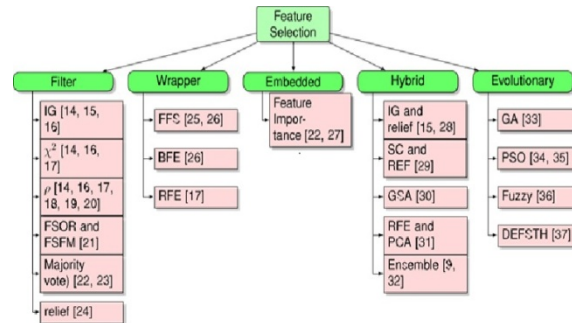 Feature
Selection
Filter
Wrapper
Embedded
Hybrid
Evolutionary
IG [14, 15,
16]
χ² [14, 16,
17]
ρ [14, 16, 17,
18, 19, 20]
FSOR and
FSFM [21]
Majority
vote) [22, 23]
relief [24]
FFS [25, 26]
BFE [26]
RFE [17]
Feature
Impor-
tance [22, 27]
IG and
relief [15, 28]
SC and
REF [29]
GSA [30]
RFE and
PCA [31]
Ensemble [9,
32]
GA [33]
PSO [34, 35]
Fuzzy [36]
DEFSTH [37]